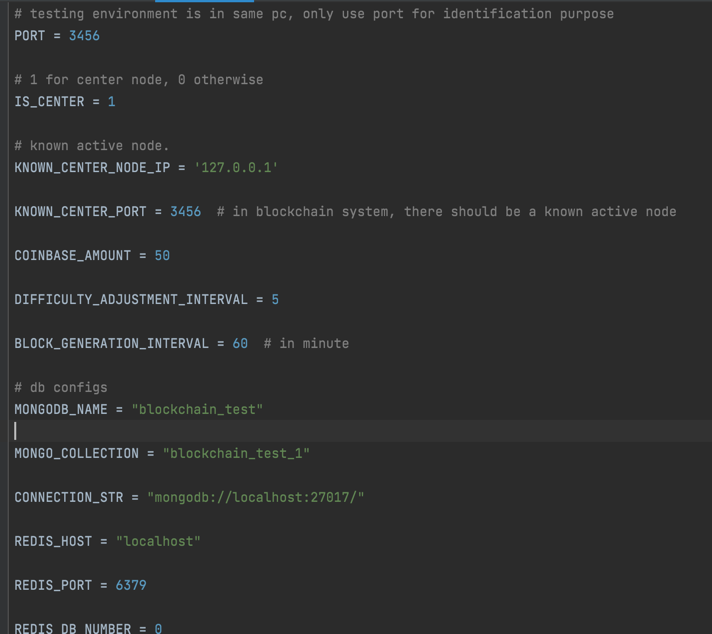 # testing environment is in same pc, only use port for identification purpose
PORT = 3456
# 1 for center node, 0 otherwise
IS_CENTER = 1
# known active node.
KNOWN_CENTER_NODE_IP = '127.0.0.1'
KNOWN_CENTER_PORT = 3456  # in blockchain system, there should be a known active node
COINBASE_AMOUNT = 50
DIFFICULTY_ADJUSTMENT_INTERVAL = 5
BLOCK_GENERATION_INTERVAL = 60  # in minute
# db configs
MONGODB_NAME = "blockchain_test"
MONGO_COLLECTION = "blockchain_test_1"
CONNECTION_STR = "mongodb://localhost:27017/"
REDIS_HOST = "localhost"
REDIS_PORT = 6379
REDIS_DB_NUMBER = 0